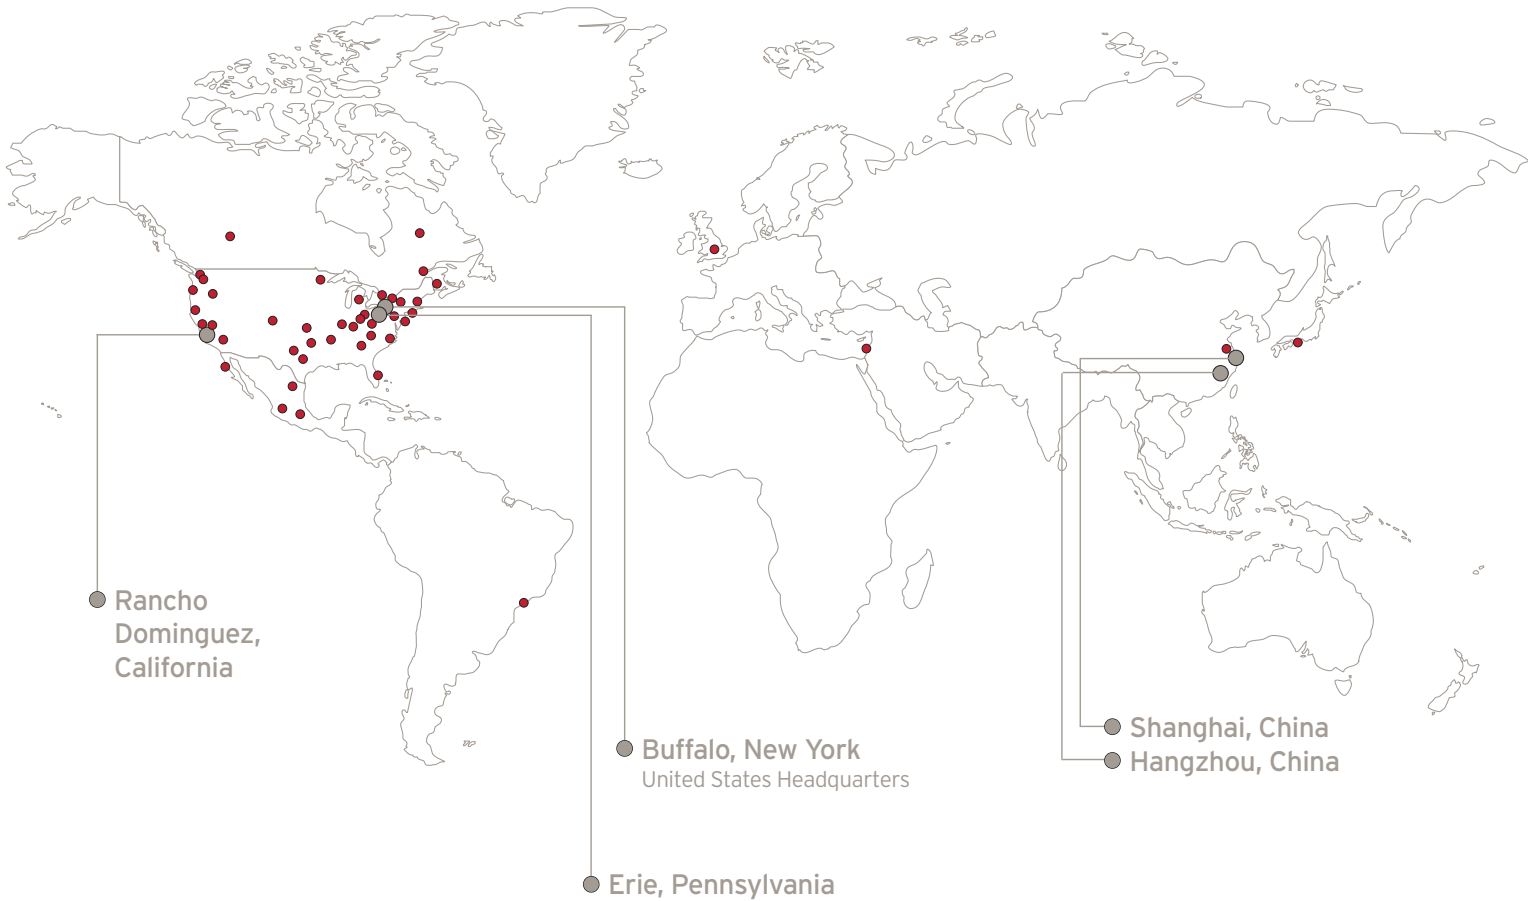 Rancho
Dominguez,
California
Buffalo, New York
United States Headquarters
Erie, Pennsylvania
Shanghai, China
Hangzhou, China